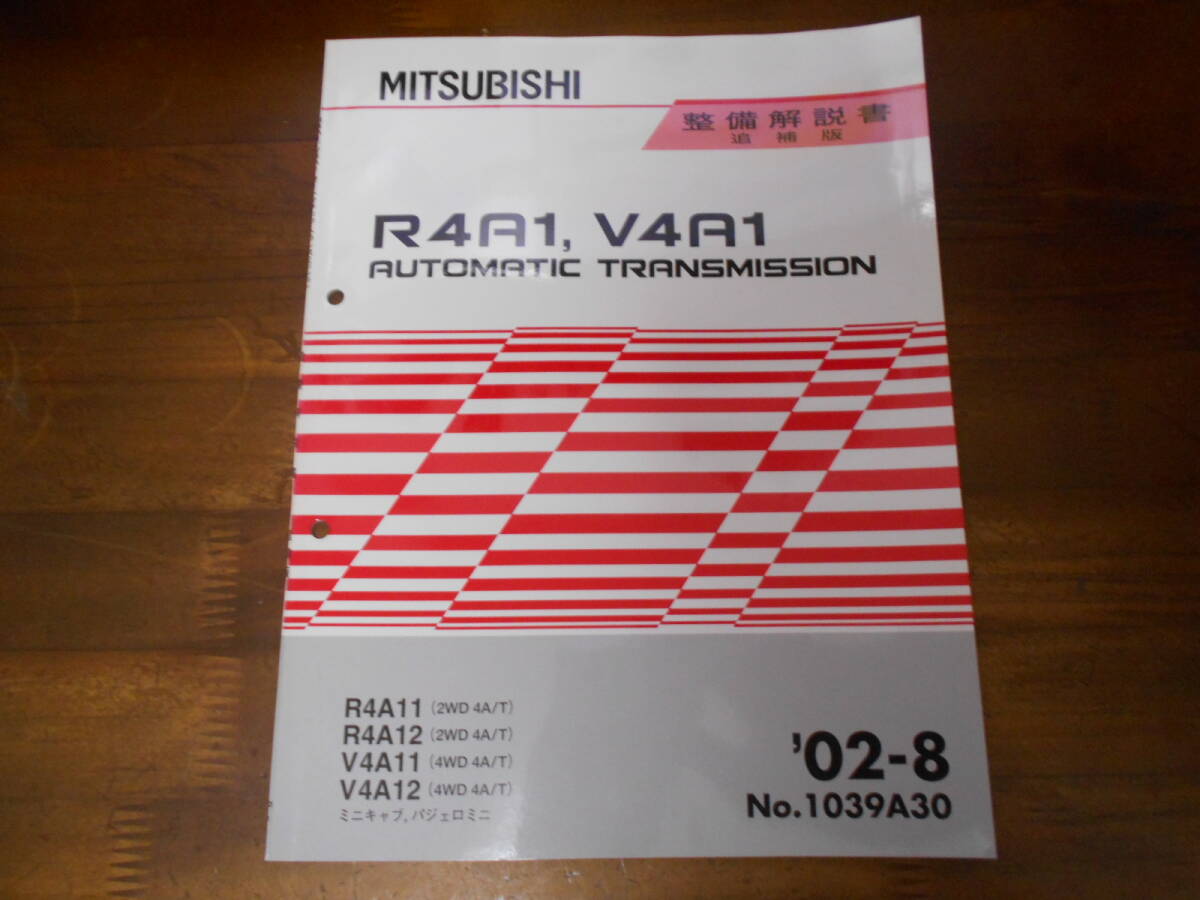 MITSUBISHI
整備解説書
追補版
R4A1, V4A1
AUTOMATIC TRANSMISSION
R4A11 (2WD 4A/T)
R4A12 (2WD 4A/T)
V4A11 (4WD 4A/T)
V4A12 (4WD 4A/T)
ミニキャブ, パジェロミニ
'02-8
No.1039A30